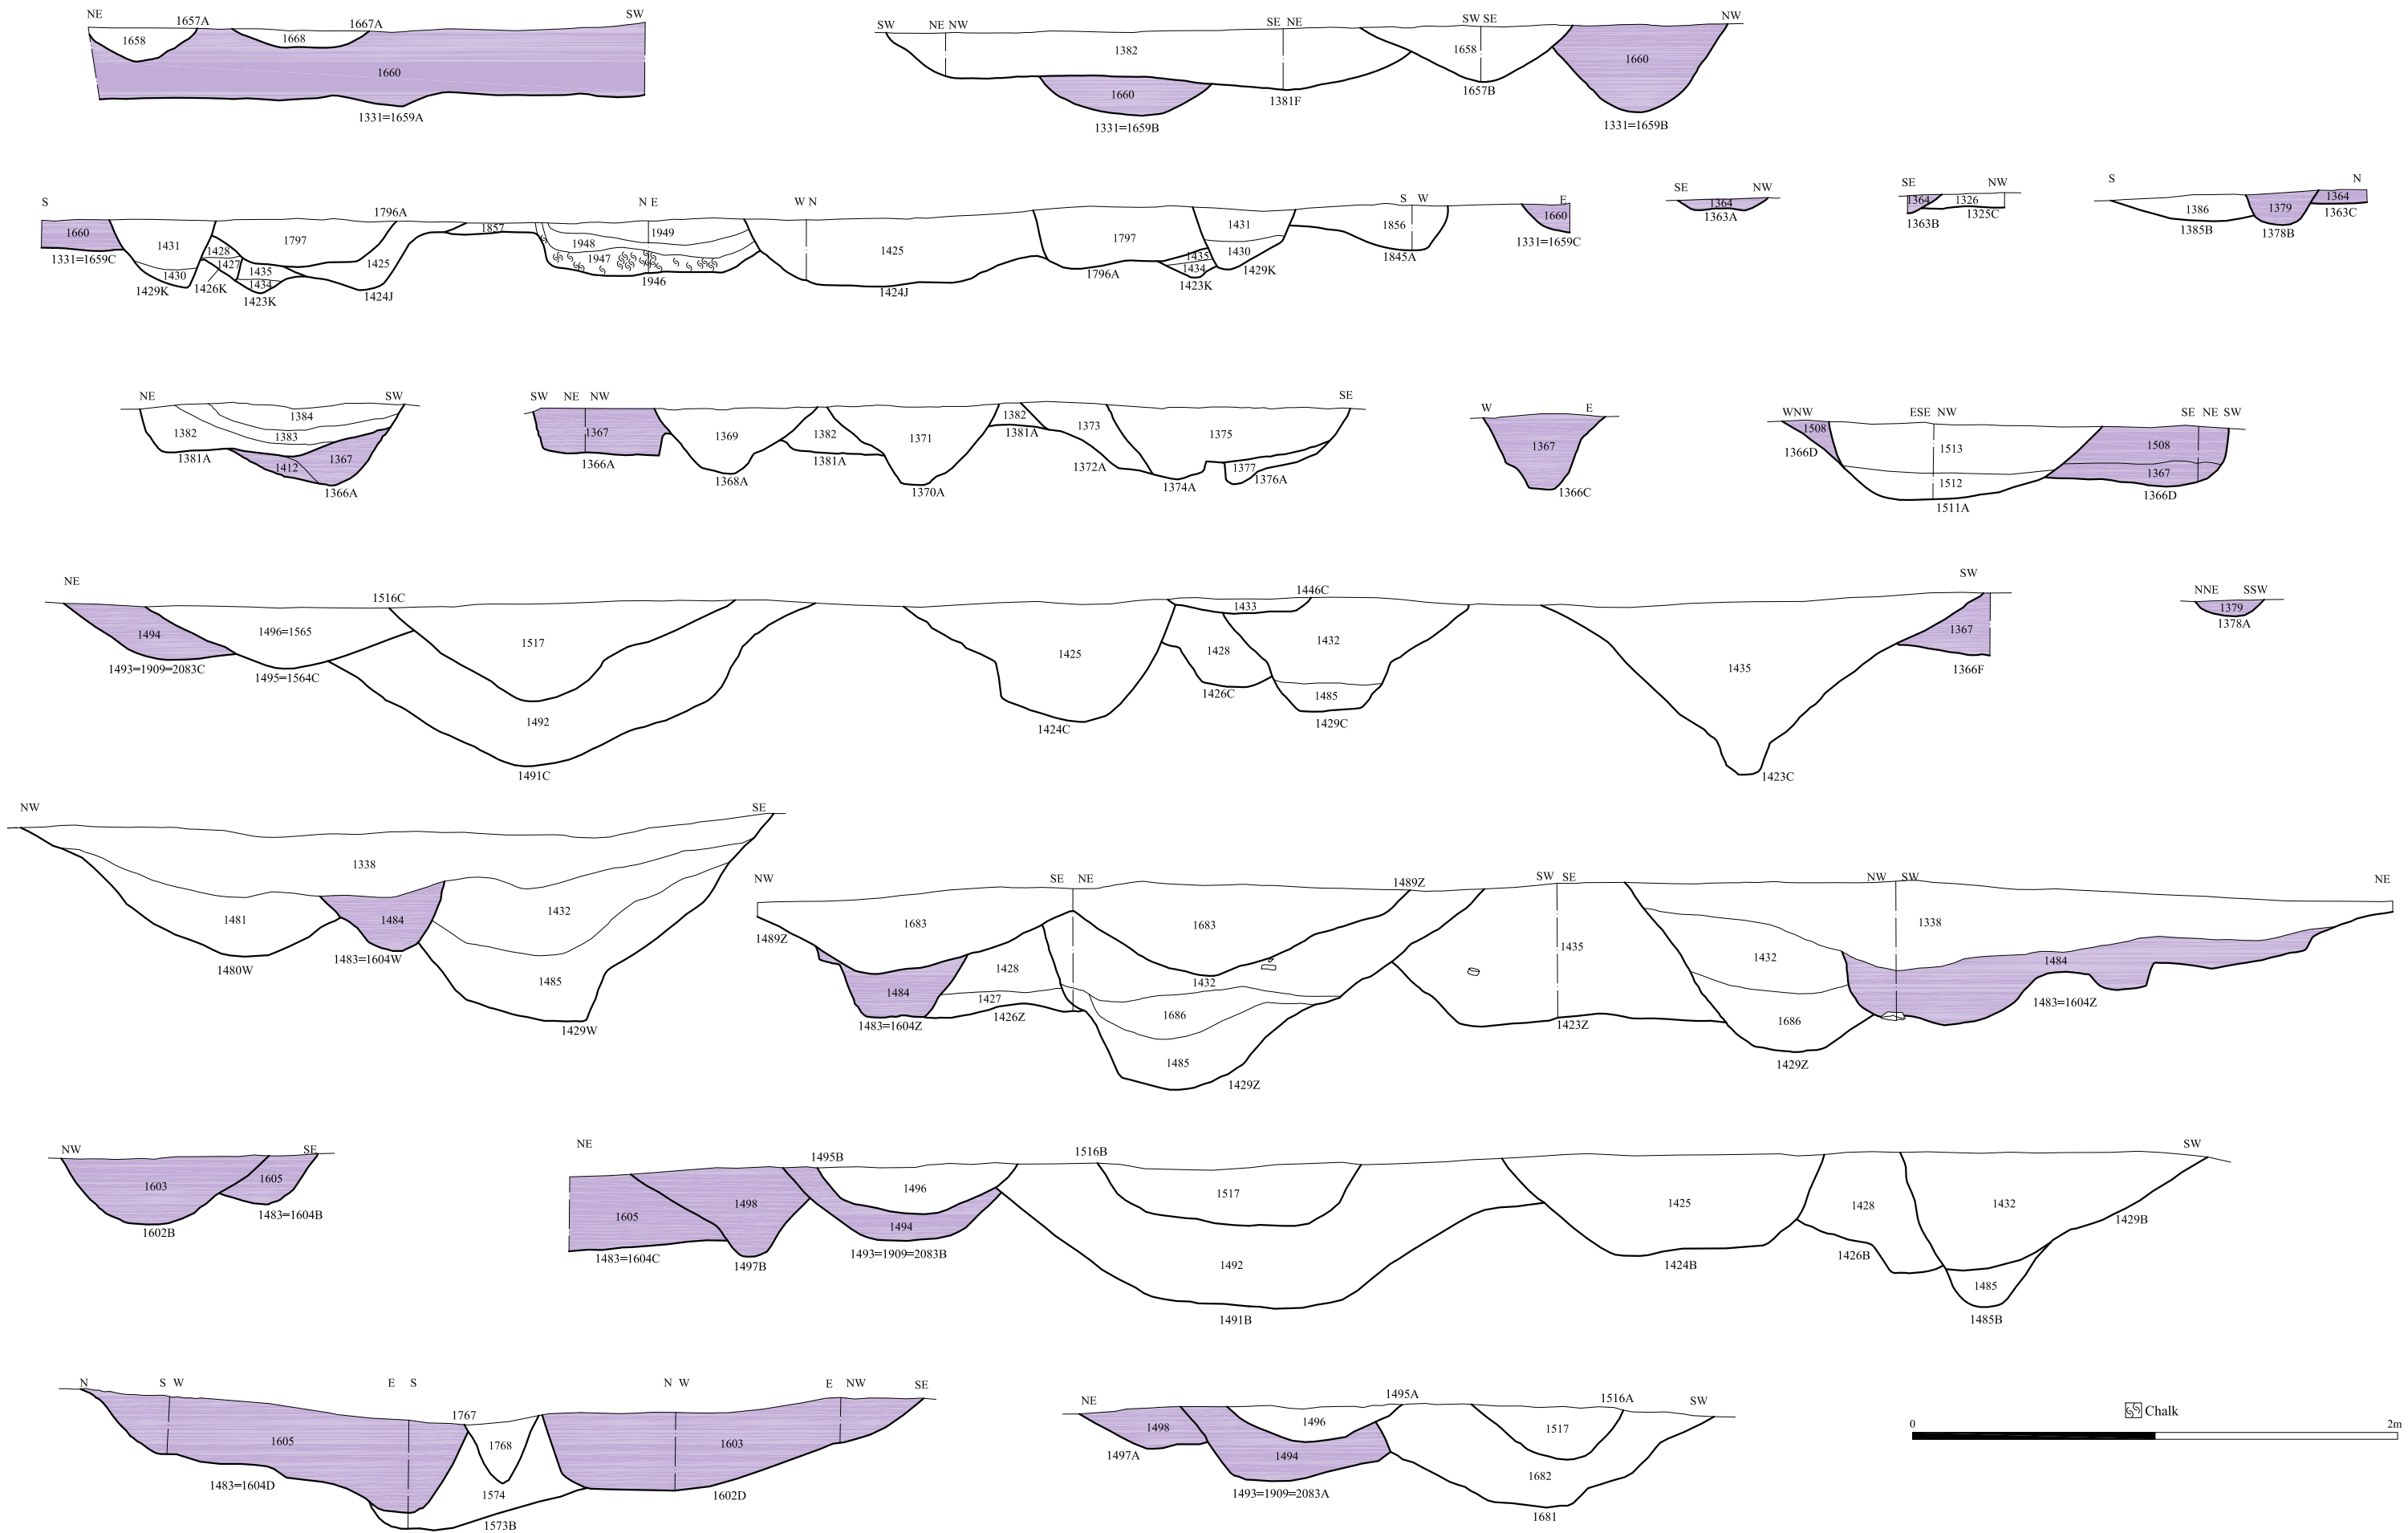 NE 1657A 1667A SW
1658 1668
1660
1331=1659A
SW NE NW SE NE SW SE NW
1382 1658 1660
1660
1381F 1657B
1331=1659B 1331=1659B
S 1796A N E W N S W E
1660 1431 1428 1797 1857 1948 1949 1425 1797 1431 1856 1660
1331=1659C 1430 1427 1435 1425 1947 1435 1430 1845A 1331=1659C
1429K 1426K 1434 1424J 1946 1424J 1796A 1434 1429K
1423K 1423K
SE NW
1364
1363A
SE NW
1364 1326
1363B 1325C
S N
1386 1379 1364
1385B 1378B 1363C
NE SW
1384
1382 1383
1381A 1412 1367
1366A
SW NE NW SE
1367 1369 1382 1371 1382 1373 1375
1366A 1381A 1381A 1377
1368A 1370A 1372A 1374A 1376A
W E
1367
1366C
WNW ESE NW SE NE SW
1508 1513 1508
1366D 1512 1367
1511A 1366D
NE 1516C 1446C SW
1494 1496=1565 1517 1425 1433 1428 1432 1435 1367
1493=1909=2083C 1495=1564C 1492 1426C 1485 1366F
1491C 1424C 1429C 1423C
NNE SSW
1379
1378A
NW SE
1338
1481 1484 1432
1480W 1483=1604W 1485
1429W
NW SE NE 1489Z SW SE NW SW NE
1683 1683 1338
1489Z 1428 1432 1435 1432 1484
1484 1427 1686 1686 1483=1604Z
1483=1604Z 1426Z 1485 1423Z
1429Z 1429Z
NW SE
1603 1605
1602B 1483=1604B
NE 1495B 1516B SW
1605 1498 1496 1517 1425 1428 1432
1494 1429B
1483=1604C 1497B 1493=1909=2083B 1492 1424B 1426B 1485
1491B 1485B
N S W E S N W E NW SE
1767
1605 1768 1603
1483=1604D 1574 1602D
1573B
NE 1495A 1516A SW
1498 1496 1517
1497A 1494 1682
1493=1909=2083A 1681
Chalk
0 2m